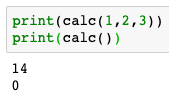 print(calc(1,2,3))
print(calc())
14
0